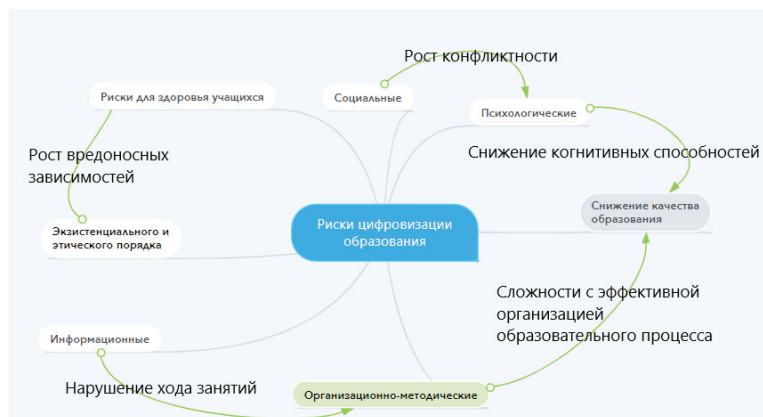 Рост конфликтности
Риски для здоровья учащихся
Социальные
Психологические
Рост вредоносных
зависимостей
Снижение когнитивных способностей
Снижение качества
образования
Риски цифровизации
образования
Экзистенциального и
этического порядка
Сложности с эффективной
организацией
образовательного процесса
Информационные
Нарушение хода занятий
Организационно-методические